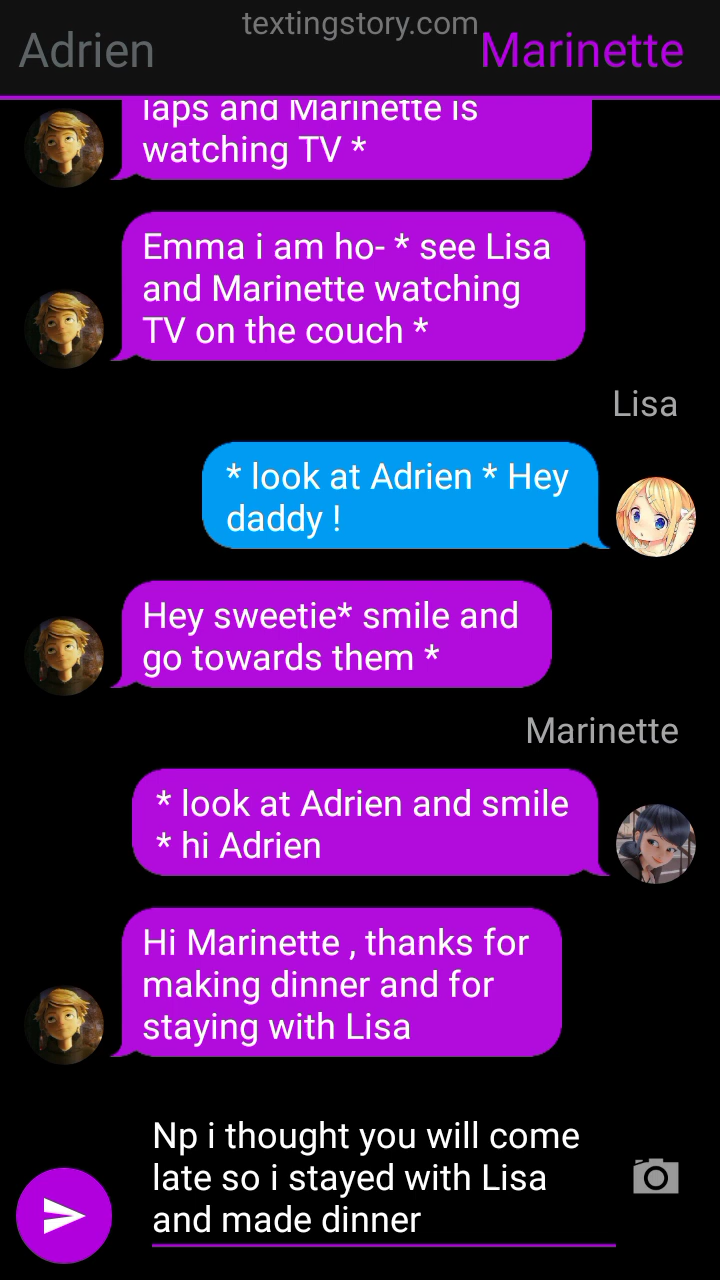 textingstory.com
Adrien
Marinette
laps and Marinette is
watching TV *
Emma i am ho- * see Lisa
and Marinette watching
TV on the couch *
Lisa
* look at Adrien * Hey
daddy !
Hey sweetie* smile and
go towards them *
Marinette
* look at Adrien and smile
* hi Adrien
Hi Marinette , thanks for
making dinner and for
staying with Lisa
Np i thought you will come
late so i stayed with Lisa
and made dinner